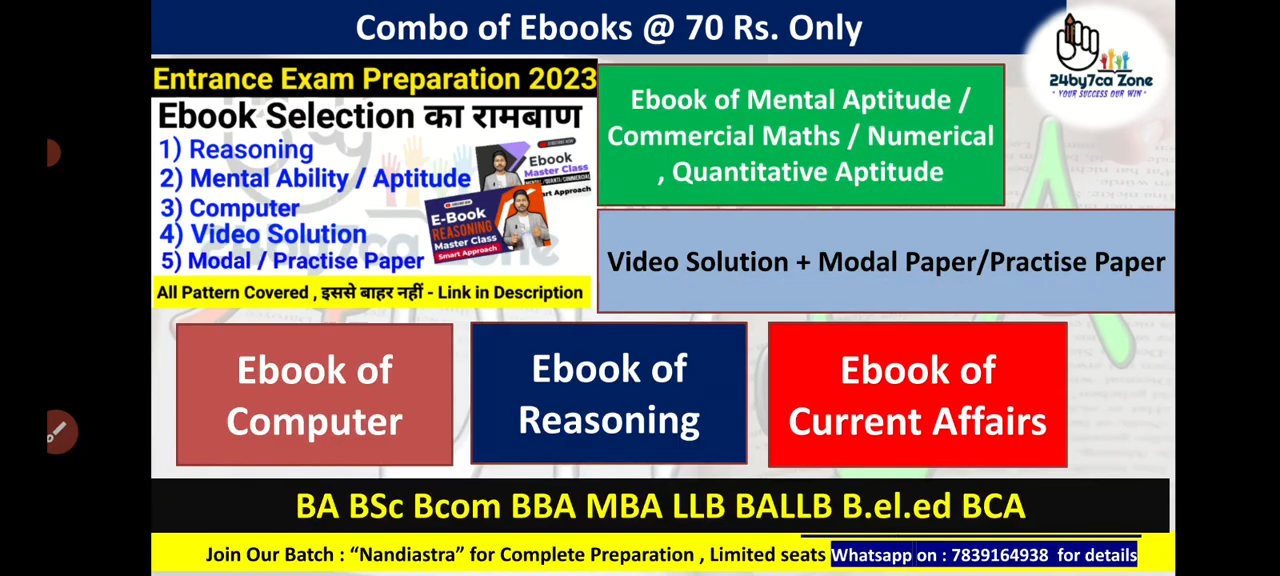 Combo of Ebooks @ 70 Rs. Only
24by7ca Zone
• YOUR SUCCESS OUR WIN •
Entrance Exam Preparation 2023
Ebook Selection का रामबाण
1) Reasoning
2) Mental Ability / Aptitude
3) Computer
4) Video Solution
5) Modal / Practise Paper
Ebook
Master Class
Smart Approach
E-Book
REASONING
Master Class
Smart Approach
All Pattern Covered , इससे बाहर नहीं - Link in Description
Ebook of Mental Aptitude /
Commercial Maths / Numerical
, Quantitative Aptitude
Video Solution + Modal Paper/Practise Paper
Ebook of
Computer
Ebook of
Reasoning
Ebook of
Current Affairs
BA BSc Bcom BBA MBA LLB BALLB B.el.ed BCA
Join Our Batch : “Nandiastra” for Complete Preparation , Limited seats Whatsapp on : 7839164938 for details